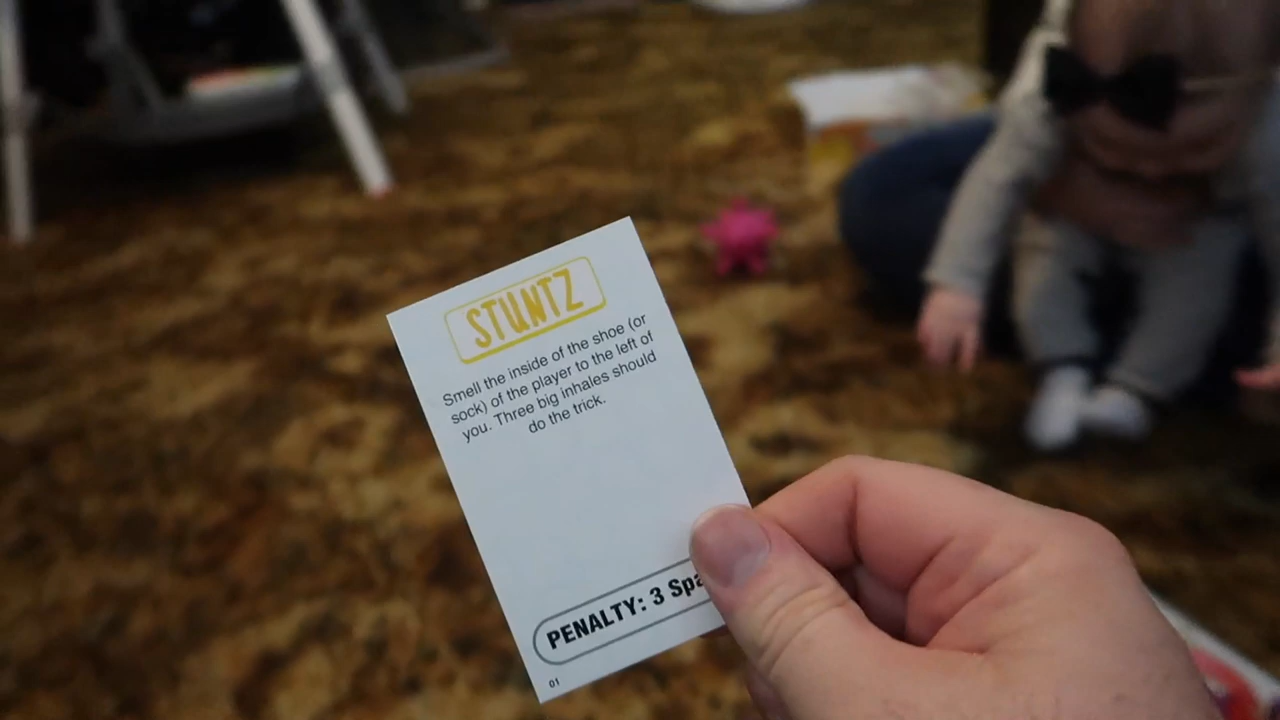 STUNTZ
Smell the inside of the shoe (or
sock) of the player to the left of
you. Three big inhales should
do the trick.
PENALTY: 3
01